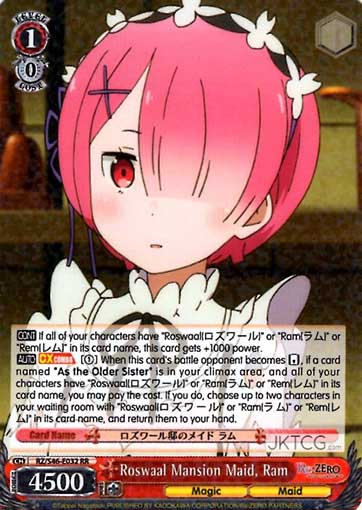 LEVEL
1
0
COST
CONT If all of your characters have "Roswaal(ロズワール)" or "Ram(ラム)" or
"Rem(レム)" in its card name, this card gets +1000 power.
AUTO CX COMBO [(1)] When this card's battle opponent becomes, if a card
named "As the Older Sister" is in your climax area, and all of your
characters have "Roswaal(ロズワール)" or "Ram(ラム)" or "Rem(レム)" in its
card name, you may pay the cost. If you do, choose up to two characters in
your waiting room with "Roswaal(ロズワール)" or "Ram(ラム)" or
"Rem(レム)" in its card name, and return them to your hand.
Card Name ロズワール邸のメイド ラム
JKTCG.com
RZ/S46-E032 RR
Roswaal Mansion Maid, Ram
Re:ZERO
4500
Magic
Maid